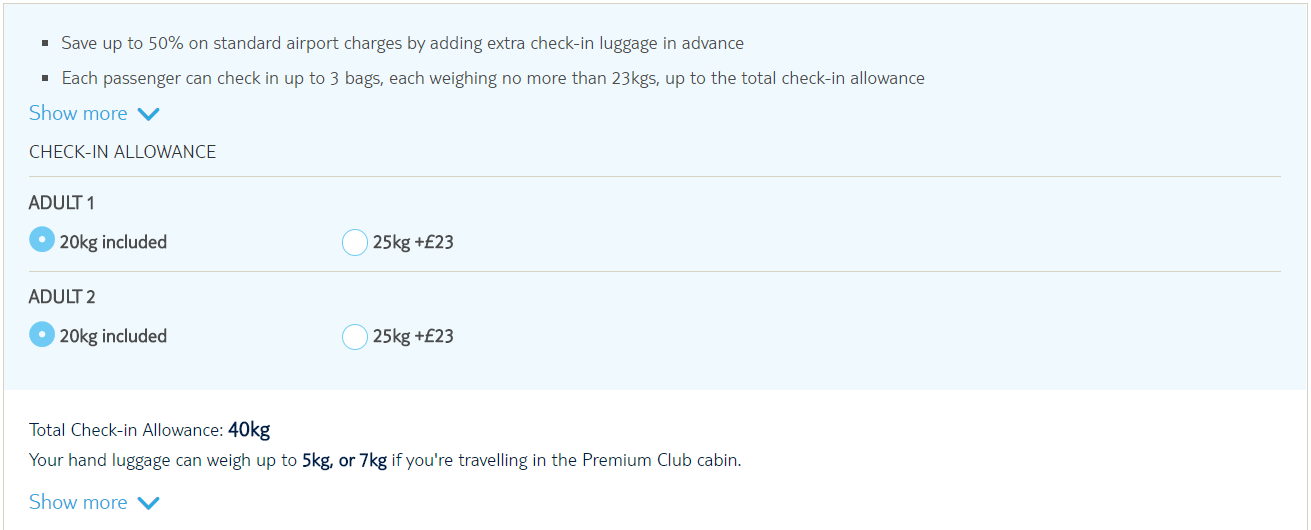 Save up to 50% on standard airport charges by adding extra check-in luggage in advance
Each passenger can check in up to 3 bags, each weighing no more than 23kgs, up to the total check-in allowance
Show more
CHECK-IN ALLOWANCE
ADULT 1
20kg included 25kg +£23
ADULT 2
20kg included 25kg +£23
Total Check-in Allowance: 40kg
Your hand luggage can weigh up to 5kg, or 7kg if you're travelling in the Premium Club cabin.
Show more